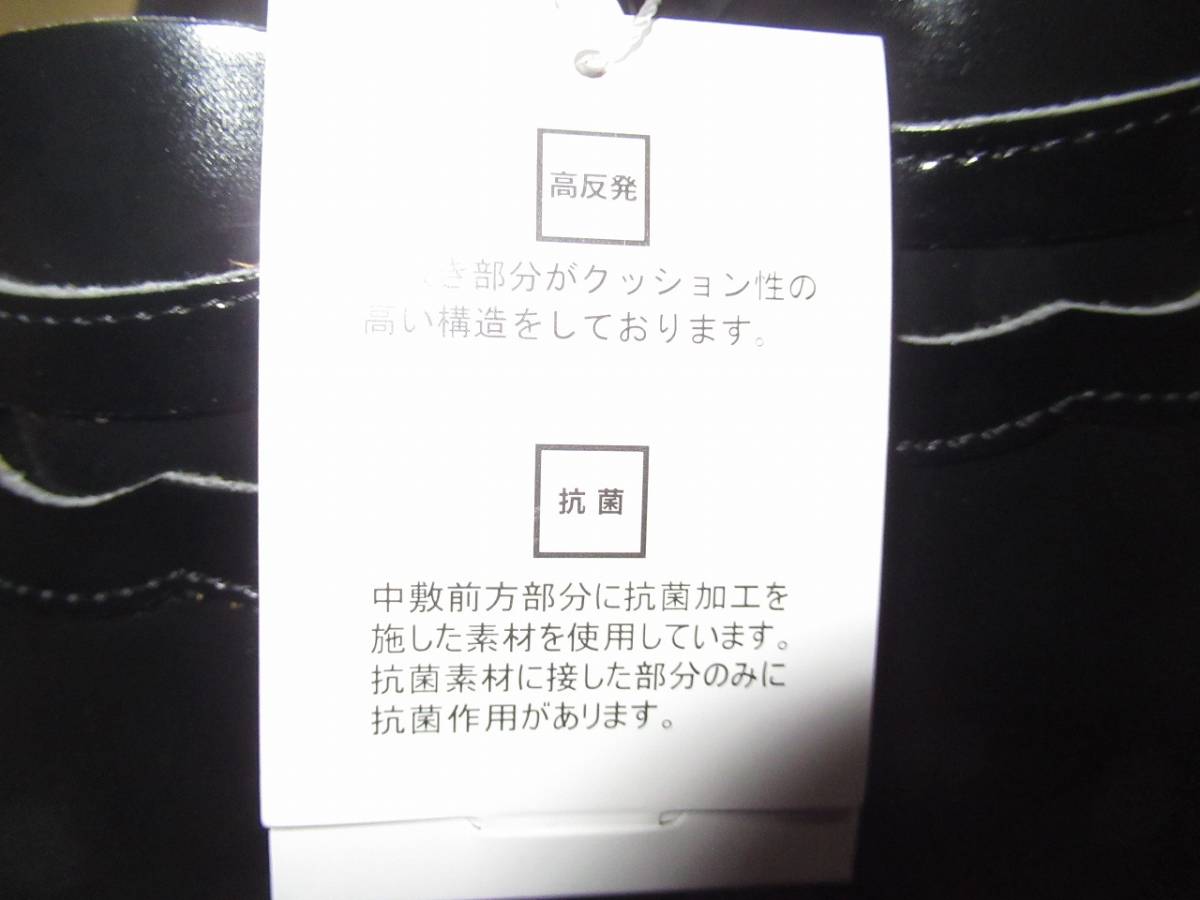 高反発
き部分がクッション性の
高い構造をしております。
抗菌
中敷前方部分に抗菌加工を
施した素材を使用しています。
抗菌素材に接した部分のみに
抗菌作用があります。